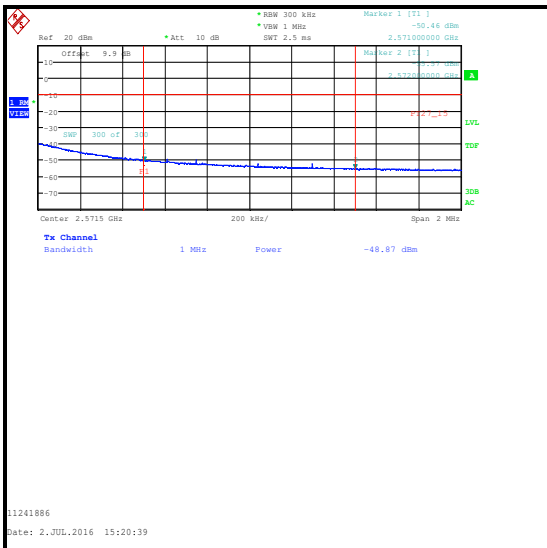 * RBW 300 kHz Marker 1 [T1 ]
* VBW 1 MHz -50.46 dBm
Ref 20 dBm * Att 10 dB SWT 2.5 ms 2.571000000 GHz
Offset 9.9 dB Marker 2 [T1 ]
2.572000000 GHz
A
10
0
-10
1 RM *
VIEW
-20
LVL
-30
SWP 300 of 300
TDF
-40
1
-50
F1
-60
-70
3DB
AC
Center 2.5715 GHz 200 kHz/ Span 2 MHz
Tx Channel
Bandwidth 1 MHz Power -48.87 dBm
11241886
Date: 2.JUL.2016 15:20:39